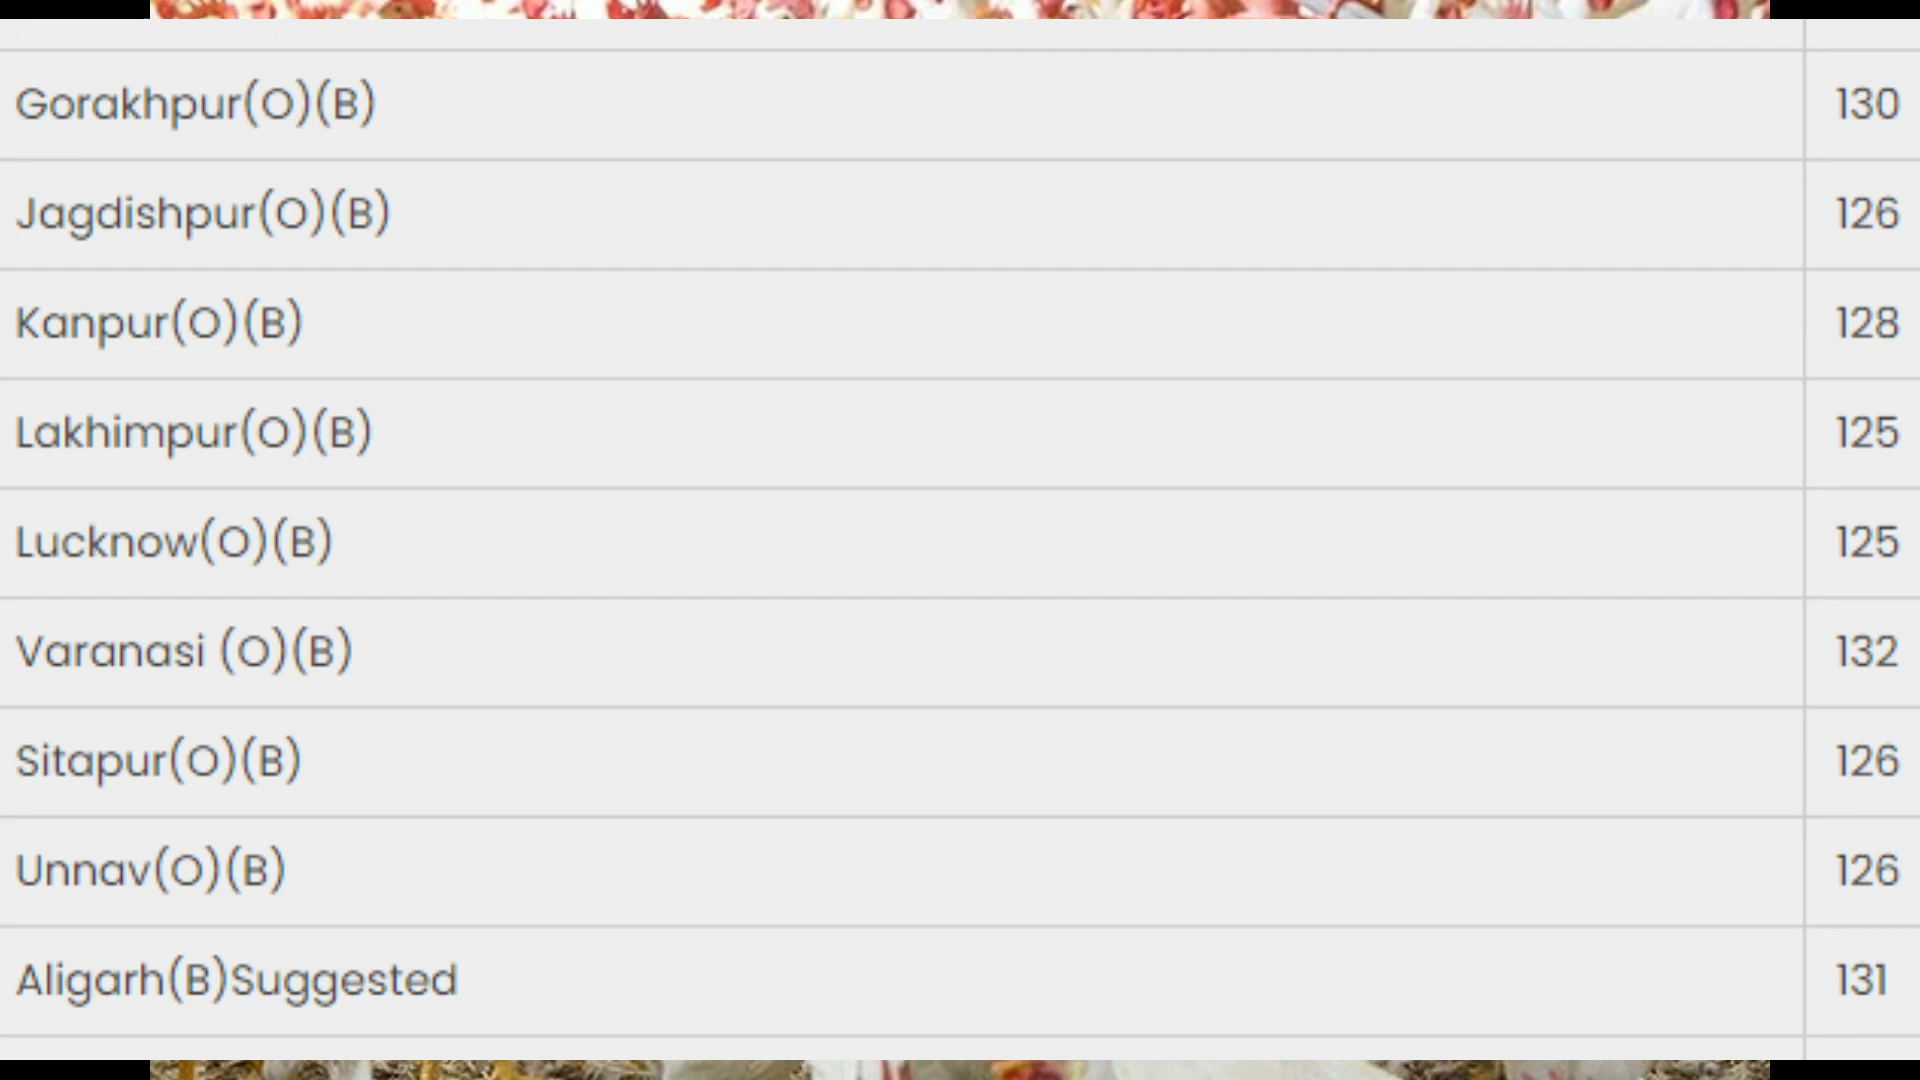 Gorakhpur(O)(B) 130
Jagdishpur(O)(B) 126
Kanpur(O)(B) 128
Lakhimpur(O)(B) 125
Lucknow(O)(B) 125
Varanasi (O)(B) 132
Sitapur(O)(B) 126
Unnav(O)(B) 126
Aligarh(B)Suggested 131